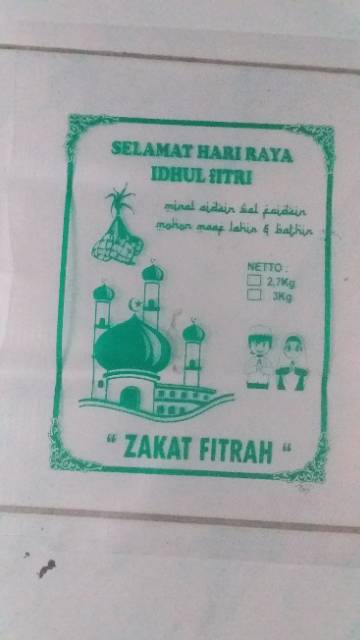 SELAMAT HARI RAYA
IDHUL FITRI
minal aidzin wal faidzin
mohon maaf lahir & bathin
NETTO :
2,7Kg
3Kg
“ ZAKAT FITRAH “